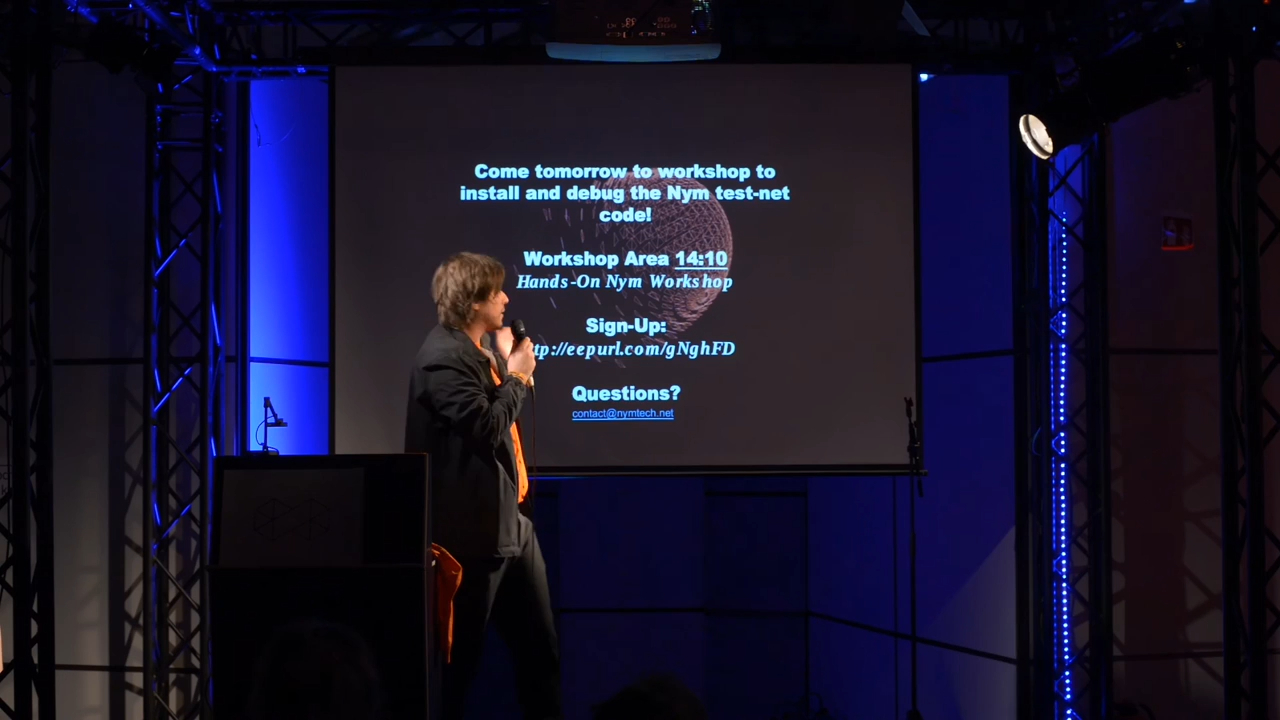 Come tomorrow to workshop to
install and debug the Nym test-net
code!
Workshop Area 14:10
Hands-On Nym Workshop
Sign-Up:
tp://eepurl.com/gNghFD
Questions?
contact@nymtech.net